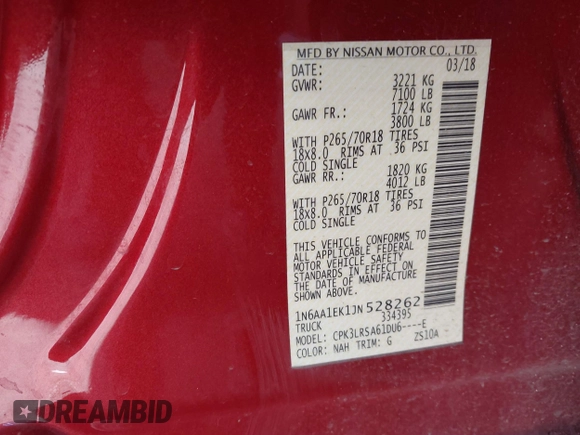 MFD BY NISSAN MOTOR CO., LTD.
DATE: 03/18
GVWR: 3221 KG
7100 LB
GAWR FR.: 1724 KG
3800 LB
WITH P265/70R18 TIRES
18X8.0 RIMS AT 36 PSI
COLD SINGLE
GAWR RR.: 1820 KG
4012 LB
WITH P265/70R18 TIRES
18X8.0 RIMS AT 36 PSI
COLD SINGLE
THIS VEHICLE CONFORMS TO
ALL APPLICABLE FEDERAL
MOTOR VEHICLE SAFETY
STANDARDS IN EFFECT ON
THE DATE OF MANUFACTURE
SHOWN ABOVE.
1N6AA1EK1JN528262
TRUCK 334395
MODEL: CPK3LRSA61DU6----E
COLOR: NAH TRIM: G ZS10A
DREAMBID